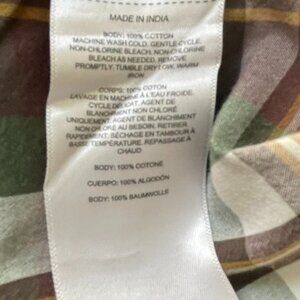 MADE IN INDIA
BODY: 100% COTTON
MACHINE WASH COLD, GENTLE CYCLE,
NON-CHLORINE BLEACH, NON-CHLORINE
BLEACH AS NEEDED, REMOVE
PROMPTLY, TUMBLE DRY LOW, WARM
IRON
CORPS: 100% COTON
LAVAGE EN MACHINE À L'EAU FROIDE,
CYCLE DÉLICAT, AGENT DE
BLANCHIMENT NON CHLORÉ
UNIQUEMENT, AGENT DE BLANCHIMENT
NON CHLORÉ AU BESOIN, RETIRER
RAPIDEMENT, SÉCHAGE EN TAMBOUR À
BASSE TEMPÉRATURE, REPASSAGE À
CHAUD
BODY: 100% COTONE
CUERPO: 100% ALGODÓN
BODY: 100% BAUMWOLLE